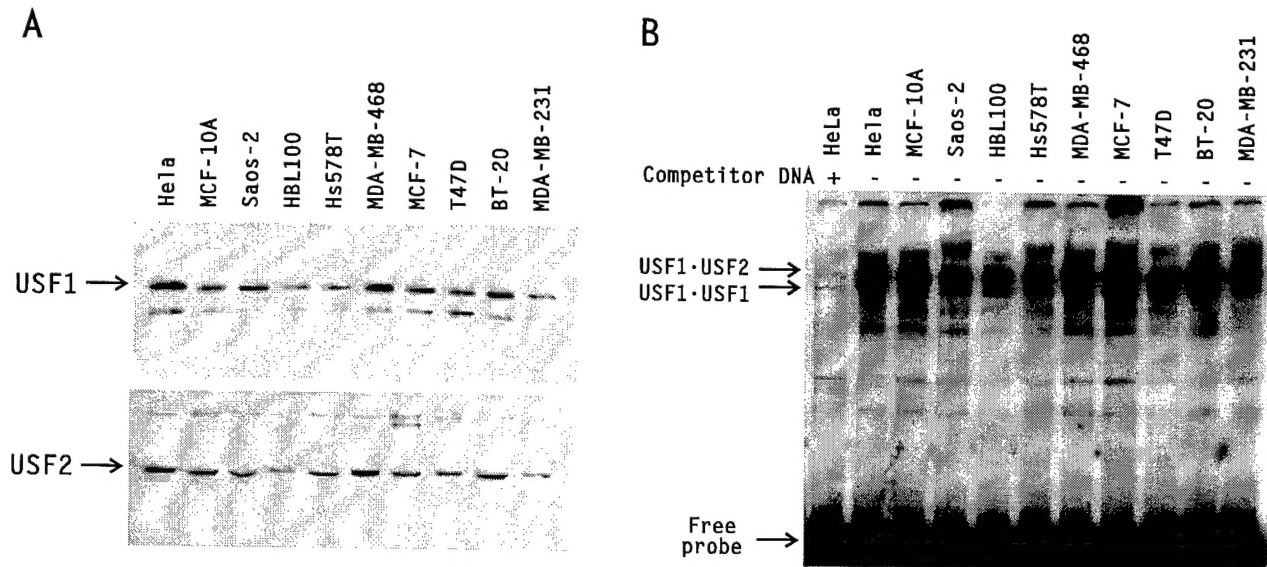 A
Hela
MCF-10A
Saos-2
HBL100
Hs578T
MDA-MB-468
MCF-7
T47D
BT-20
MDA-MB-231
USF1
USF2
B
HeLa
Hela
MCF-10A
Saos-2
HBL100
Hs578T
MDA-MB-468
MCF-7
T47D
BT-20
MDA-MB-231
Competitor DNA + - - - - - - - - - -
USF1·USF2
USF1·USF1
Free
probe